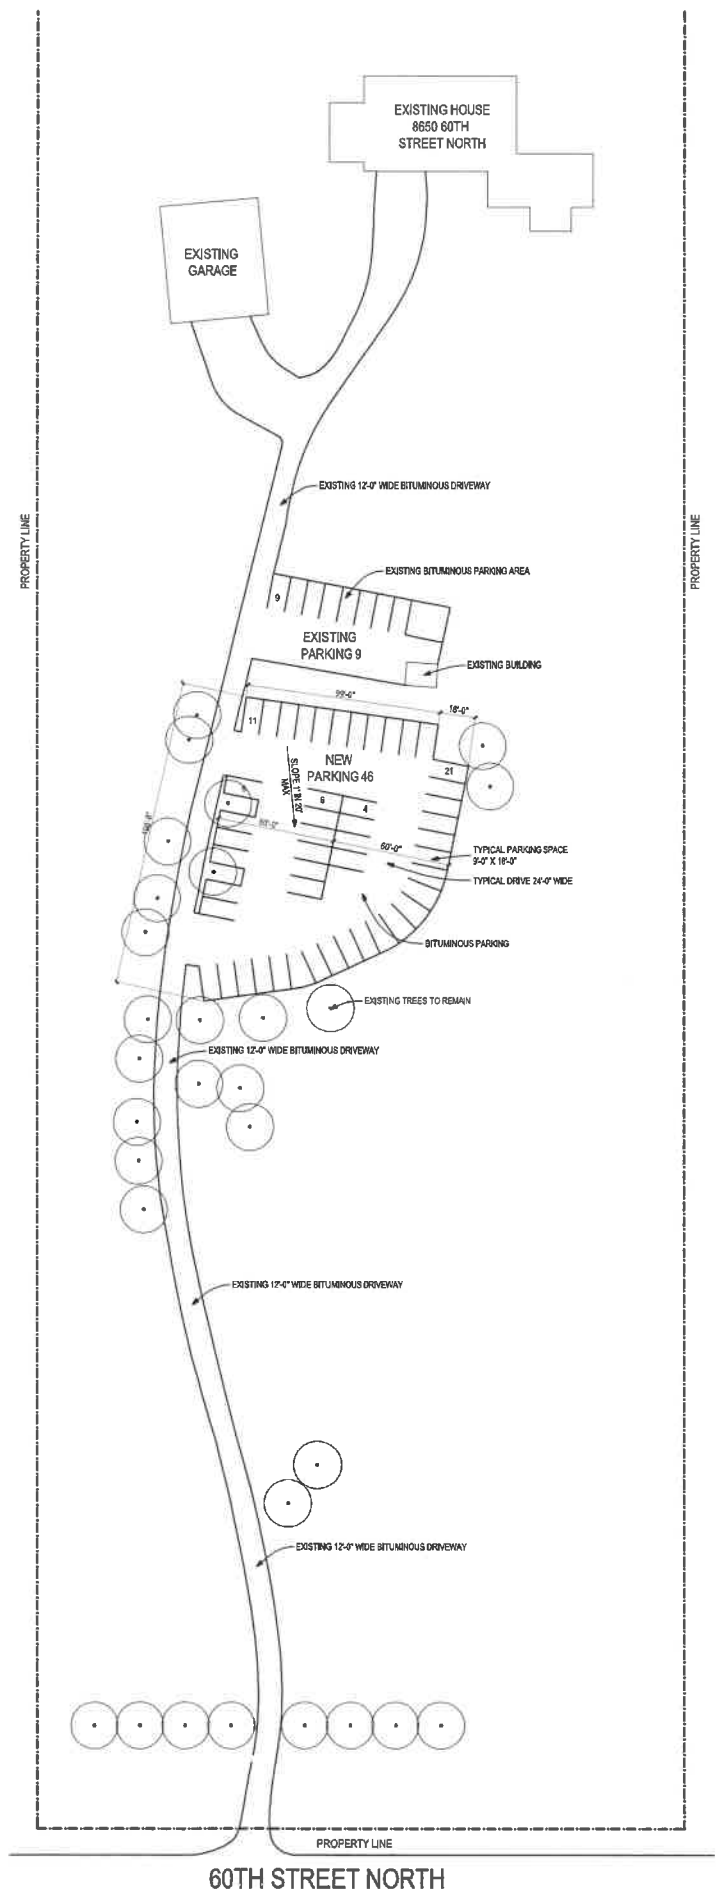 EXISTING HOUSE
8650 60TH
STREET NORTH
EXISTING
GARAGE
EXISTING 12'-0" WIDE BITUMINOUS DRIVEWAY
PROPERTY LINE
PROPERTY LINE
EXISTING BITUMINOUS PARKING AREA
9
EXISTING
PARKING 9
EXISTING BUILDING
99'-0"
18'-0"
11
NEW
PARKING 46
21
SLOPE 1" IN 20'
MAX
6
4
60'-0"
TYPICAL PARKING SPACE
9'-0" X 18'-0"
TYPICAL DRIVE 24'-0" WIDE
BITUMINOUS PARKING
EXISTING TREES TO REMAIN
EXISTING 12'-0" WIDE BITUMINOUS DRIVEWAY
EXISTING 12'-0" WIDE BITUMINOUS DRIVEWAY
EXISTING 12'-0" WIDE BITUMINOUS DRIVEWAY
PROPERTY LINE
60TH STREET NORTH